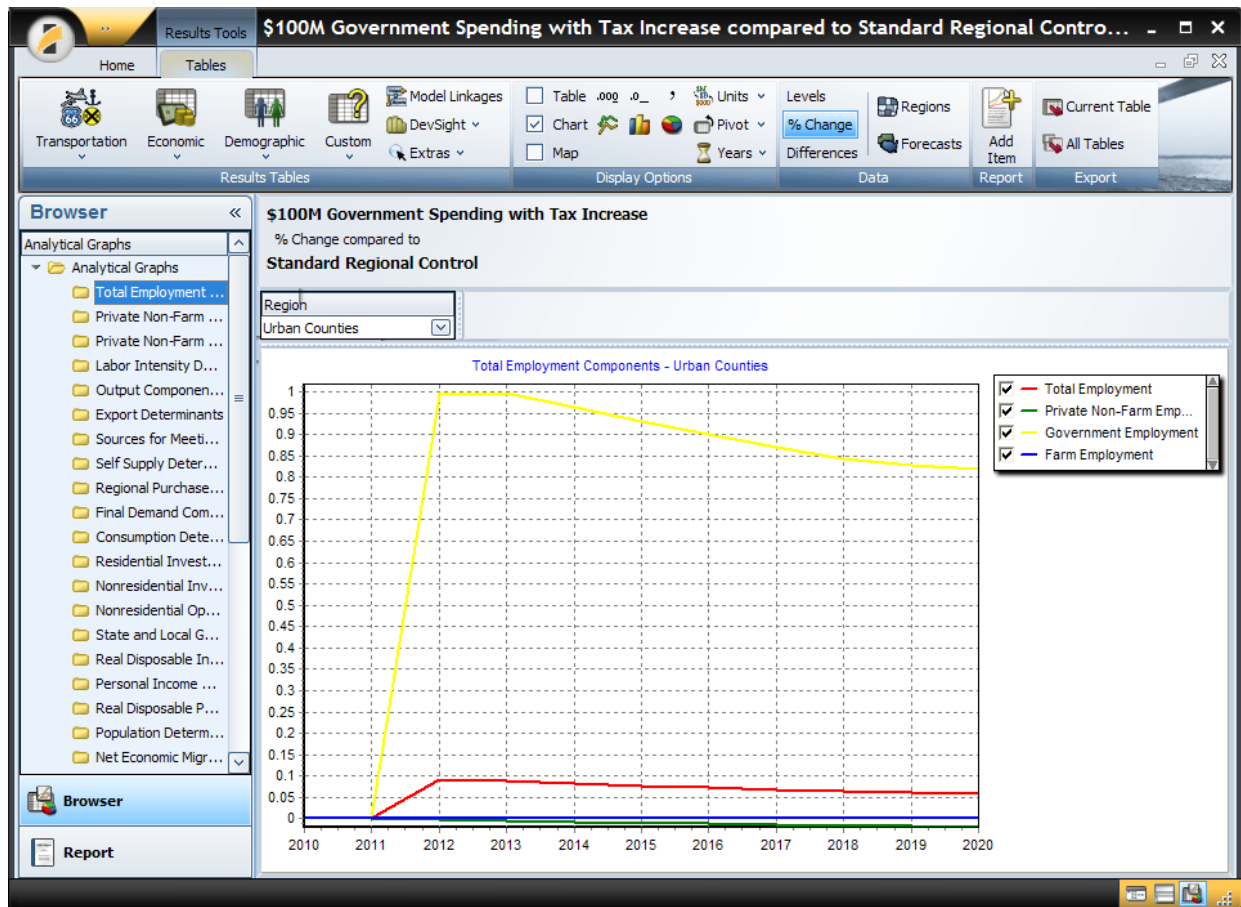 Results Tools
$100M Government Spending with Tax Increase compared to Standard Regional Contro...
Home
Tables
Transportation
Economic
Demographic
Custom
Model Linkages
DevSight
Extras
Results Tables
Table .000 .0_ ,
Units
Chart
Pivot
Map
Years
Display Options
Levels
% Change
Differences
Regions
Forecasts
Data
Add
Item
Report
Current Table
All Tables
Export
Browser «
Analytical Graphs
Analytical Graphs
Total Employment ...
Private Non-Farm ...
Private Non-Farm ...
Labor Intensity D...
Output Componen...
Export Determinants
Sources for Meeti...
Self Supply Deter...
Regional Purchase...
Final Demand Com...
Consumption Dete...
Residential Invest...
Nonresidential Inv...
Nonresidential Op...
State and Local G...
Real Disposable In...
Personal Income ...
Real Disposable P...
Population Determ...
Net Economic Migr...
Browser
Report
$100M Government Spending with Tax Increase
% Change compared to
Standard Regional Control
Region
Urban Counties
Total Employment Components - Urban Counties
1
0.95
0.9
0.85
0.8
0.75
0.7
0.65
0.6
0.55
0.5
0.45
0.4
0.35
0.3
0.25
0.2
0.15
0.1
0.05
0
2010 2011 2012 2013 2014 2015 2016 2017 2018 2019 2020
Total Employment
Private Non-Farm Emp...
Government Employment
Farm Employment